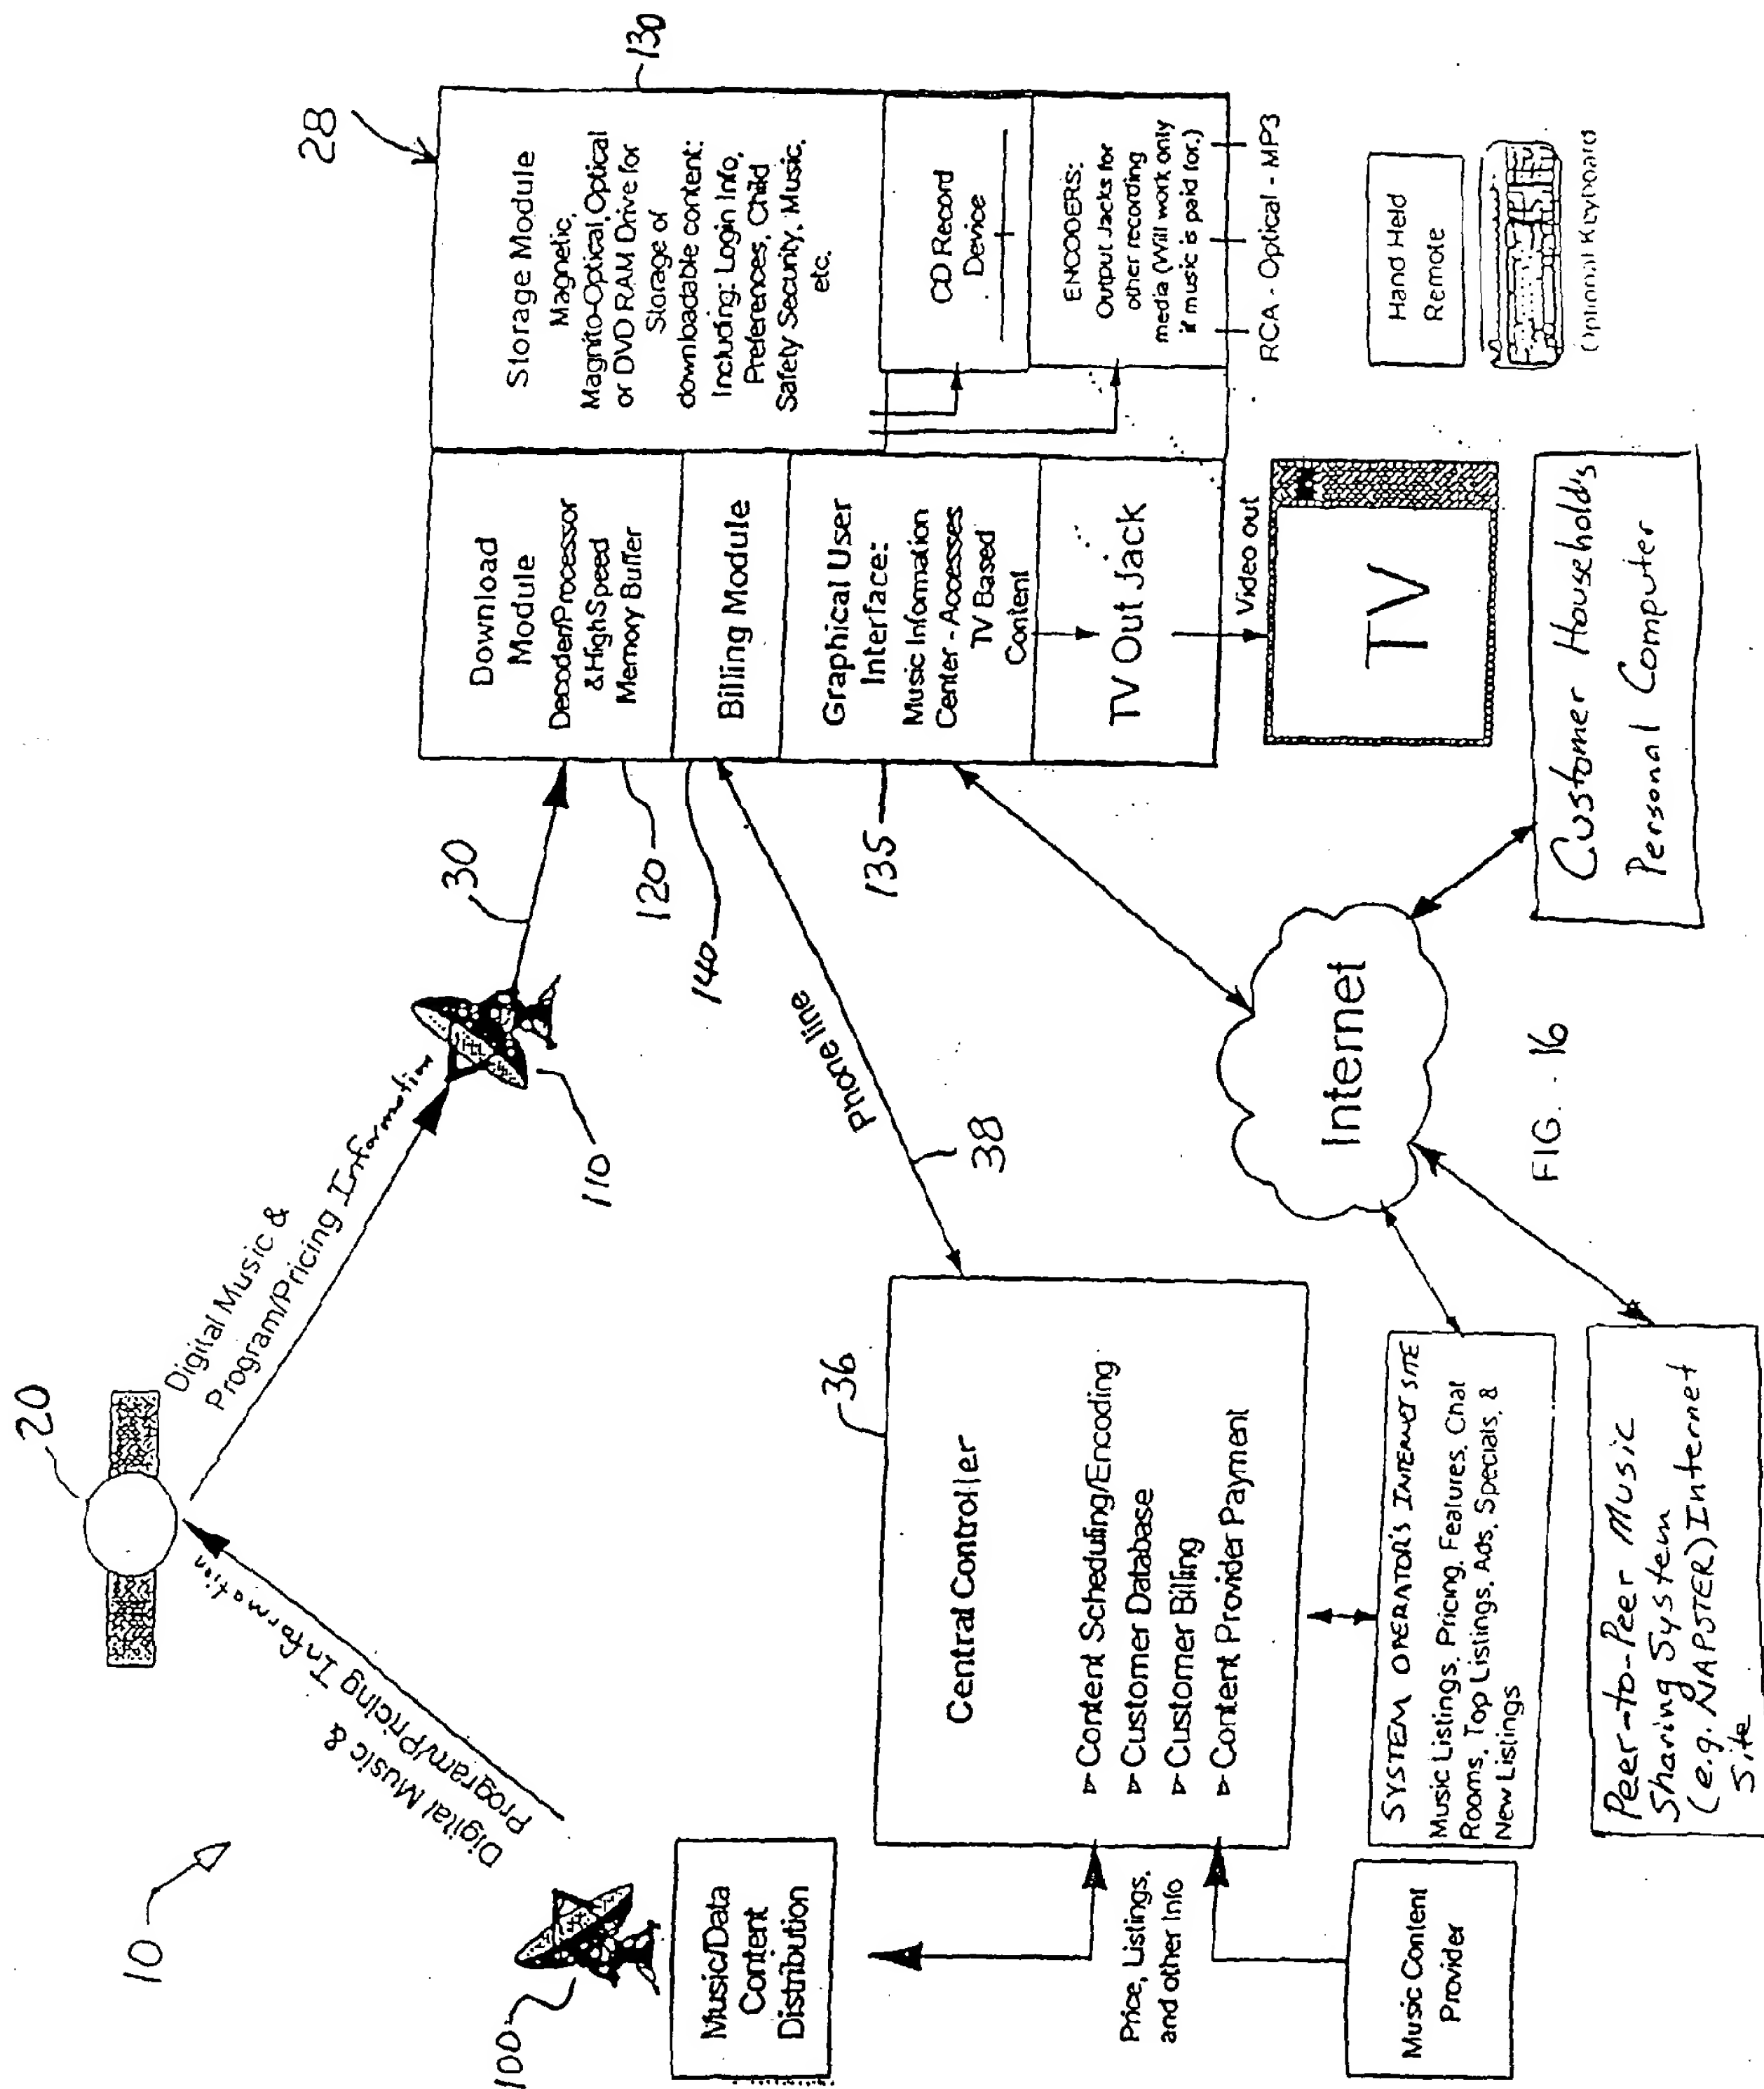 10
20
Digital Music &
Program/Pricing Information
Digital Music &
Program/Pricing Information
100
110
30
28
130
Music/Data
Content
Distribution
Download
Module
Decoder/Processor
& High Speed
Memory Buffer
120
Billing Module
140
Graphical User
Interface:
Music Information
Center - Accesses
TV Based
Content
135
TV Out Jack
Video out
TV
Storage Module
Magnetic,
Magnito-Optical, Optical
or DVD RAM Drive for
Storage of
downloadable content:
Including: Login Info,
Preferences, Child
Safety Security, Music,
etc.
CD Record
Device
ENCODERS:
Output Jacks for
other recording
media (Will work only
if music is paid for.)
RCA - Optical - MP3
Hand Held
Remote
Optional Keyboard
Phone line
38
36
Central Controller
▻ Content Scheduling/Encoding
▻ Customer Database
▻ Customer Billing
▻ Content Provider Payment
Price, Listings,
and other Info
Music Content
Provider
SYSTEM OPERATOR'S INTERNET SITE
Music Listings, Pricing, Features, Chat
Rooms, Top Listings, Ads, Specials, &
New Listings
Peer-to-Peer Music
Sharing System
(e.g. NAPSTER) Internet
Site
Internet
Customer Household's
Personal Computer
FIG. 16